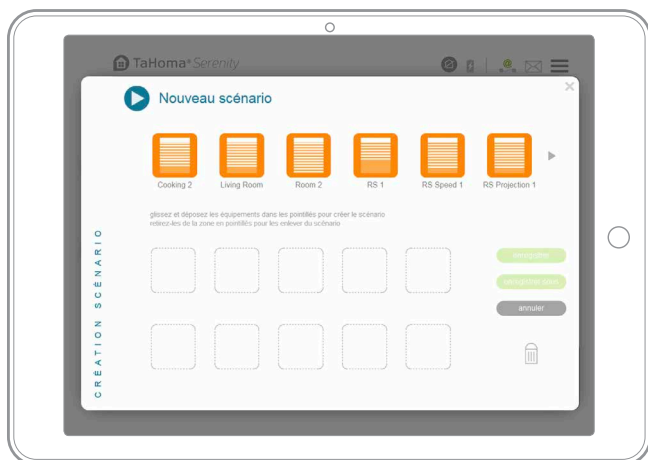 TaHoma® Serenity
Nouveau scénario
Cooking 2
Living Room
Room 2
RS 1
RS Speed 1
RS Projection 1
glissez et déposez les équipements dans les pointillés pour créer le scénario
retirez-les de la zone en pointillés pour les enlever du scénario
CRÉATION SCÉNARIO
enregistrer
annuler